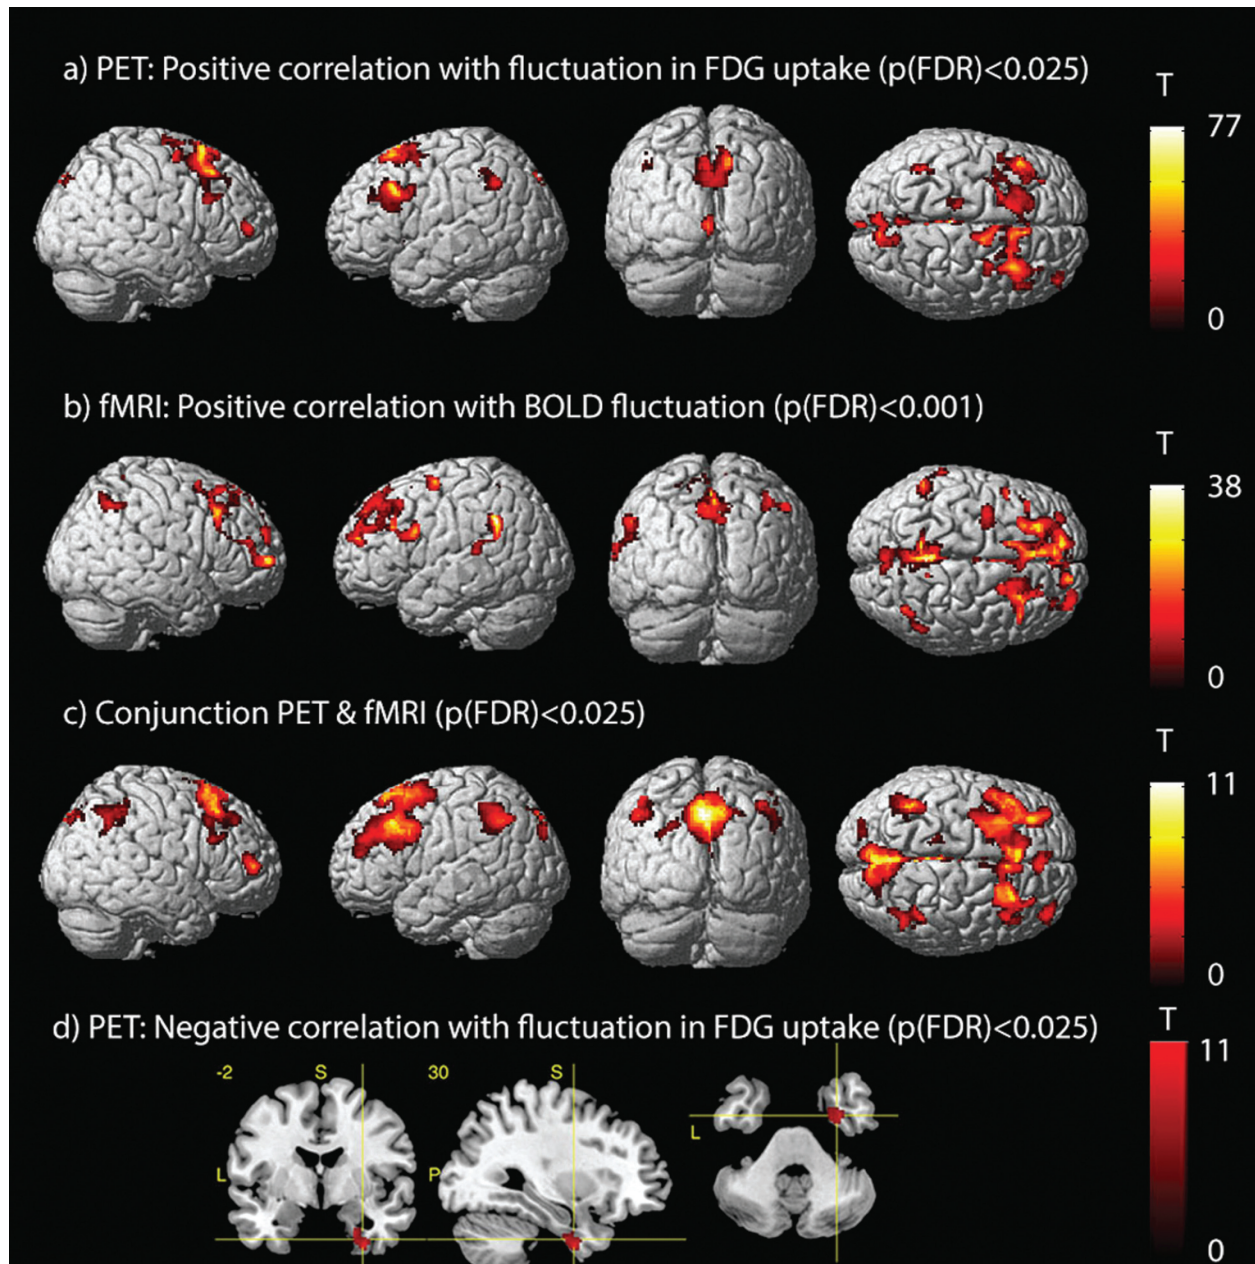 a) PET: Positive correlation with fluctuation in FDG uptake (p(FDR)<0.025)
T
77
0
b) fMRI: Positive correlation with BOLD fluctuation (p(FDR)<0.001)
T
38
0
c) Conjunction PET & fMRI (p(FDR)<0.025)
T
11
0
d) PET: Negative correlation with fluctuation in FDG uptake (p(FDR)<0.025)
T
11
-2 S 30 S
L P L
0